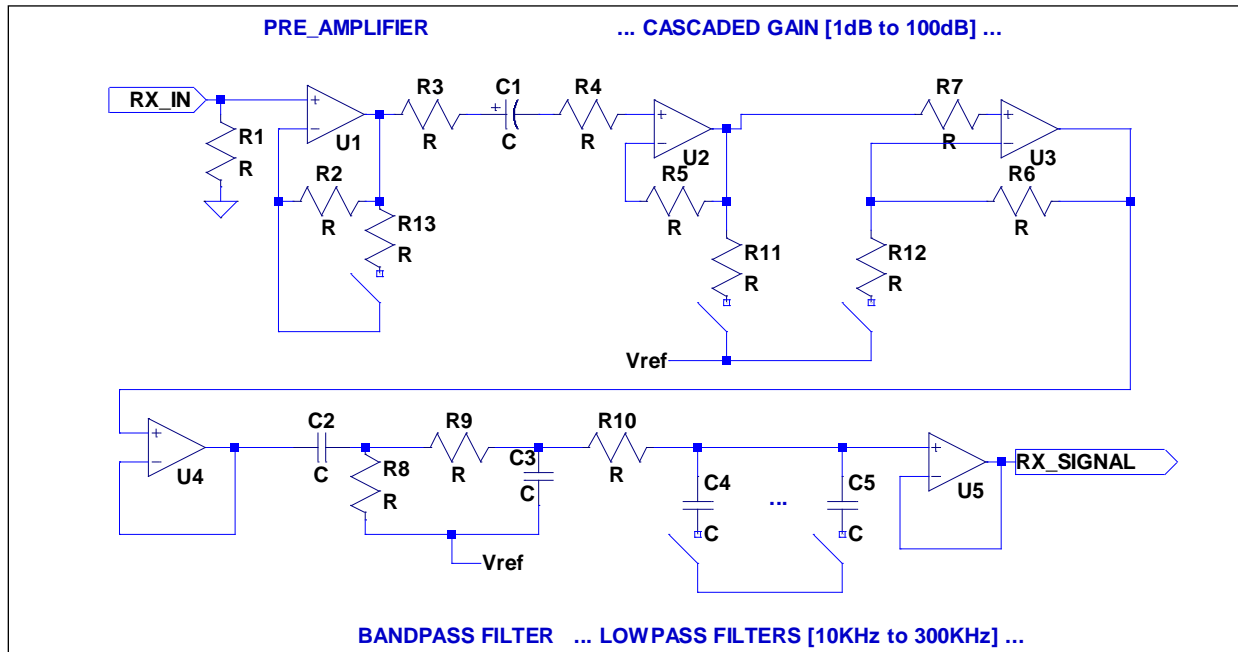 PRE_AMPLIFIER ... CASCADED GAIN [1dB to 100dB] ...
RX_IN
R1
R
U1
R2
R
R13
R
R3
R
C1
+
C
R4
R
U2
R5
R
R11
R
R7
R
U3
R6
R
R12
R
Vref
U4
C2
C
R8
R
R9
R
C3
C
Vref
R10
R
C4
C
...
C5
C
U5
RX_SIGNAL
BANDPASS FILTER ... LOWPASS FILTERS [10KHz to 300KHz] ...